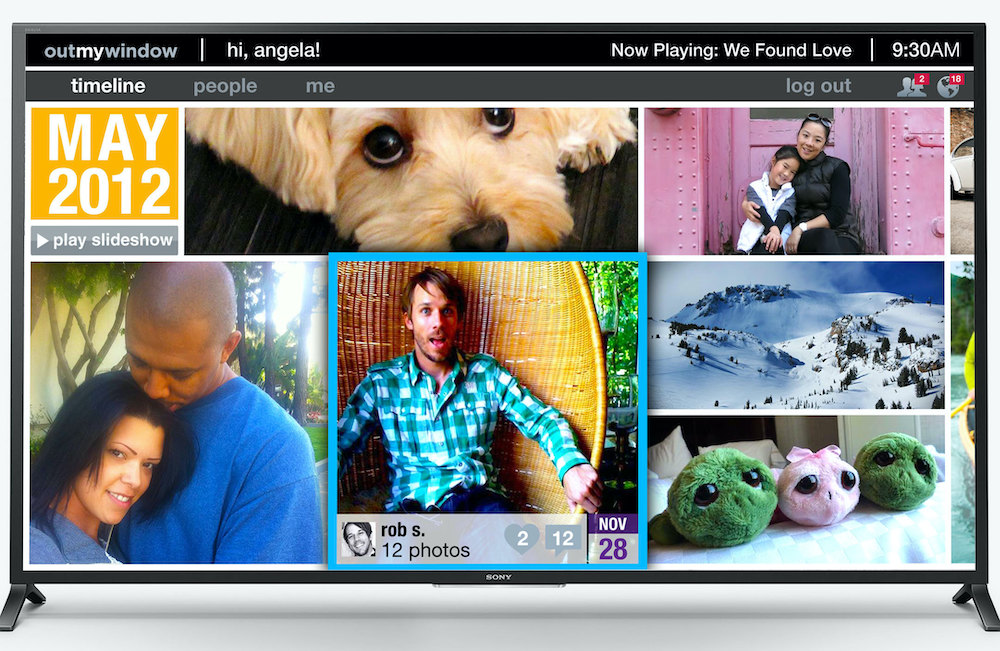 outmywindow | hi, angela! Now Playing: We Found Love | 9:30AM
timeline people me log out 2 18
MAY
2012
play slideshow
rob s.
12 photos
2
12
NOV
28
SONY